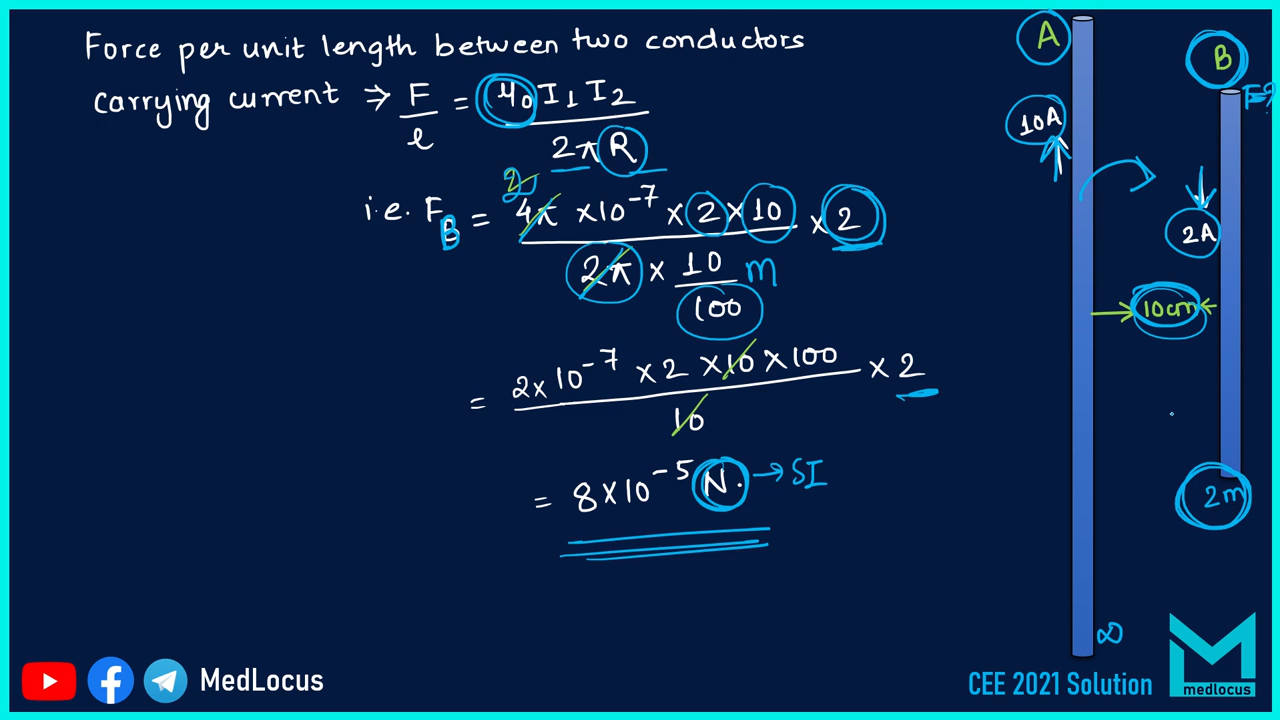 Force per unit length between two conductors
carrying current → F/l = μ₀ I₁ I₂ / 2π R
2
i.e. F_B = 4π × 10⁻⁷ × 2 × 10 / 2π × 10/100 m × 2
= 2 × 10⁻⁷ × 2 × 10 × 100 / 10 × 2
= 8 × 10⁻⁵ N. → SI
A
B
F=?
10A
2A
10cm
2m
∞
MedLocus
CEE 2021 Solution
medlocus